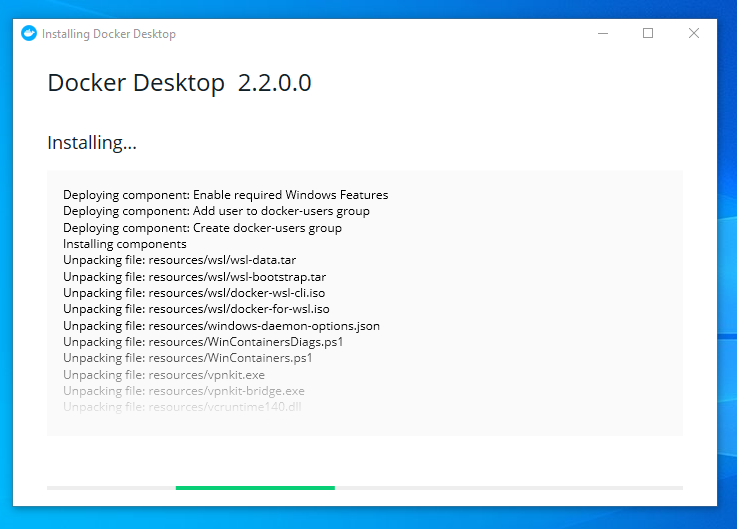 Installing Docker Desktop
Docker Desktop 2.2.0.0
Installing...
Deploying component: Enable required Windows Features
Deploying component: Add user to docker-users group
Deploying component: Create docker-users group
Installing components
Unpacking file: resources/wsl/wsl-data.tar
Unpacking file: resources/wsl/wsl-bootstrap.tar
Unpacking file: resources/wsl/docker-wsl-cli.iso
Unpacking file: resources/wsl/docker-for-wsl.iso
Unpacking file: resources/windows-daemon-options.json
Unpacking file: resources/WinContainersDiags.ps1
Unpacking file: resources/WinContainers.ps1
Unpacking file: resources/vpnkit.exe
Unpacking file: resources/vpnkit-bridge.exe
Unpacking file: resources/vcruntime140.dll